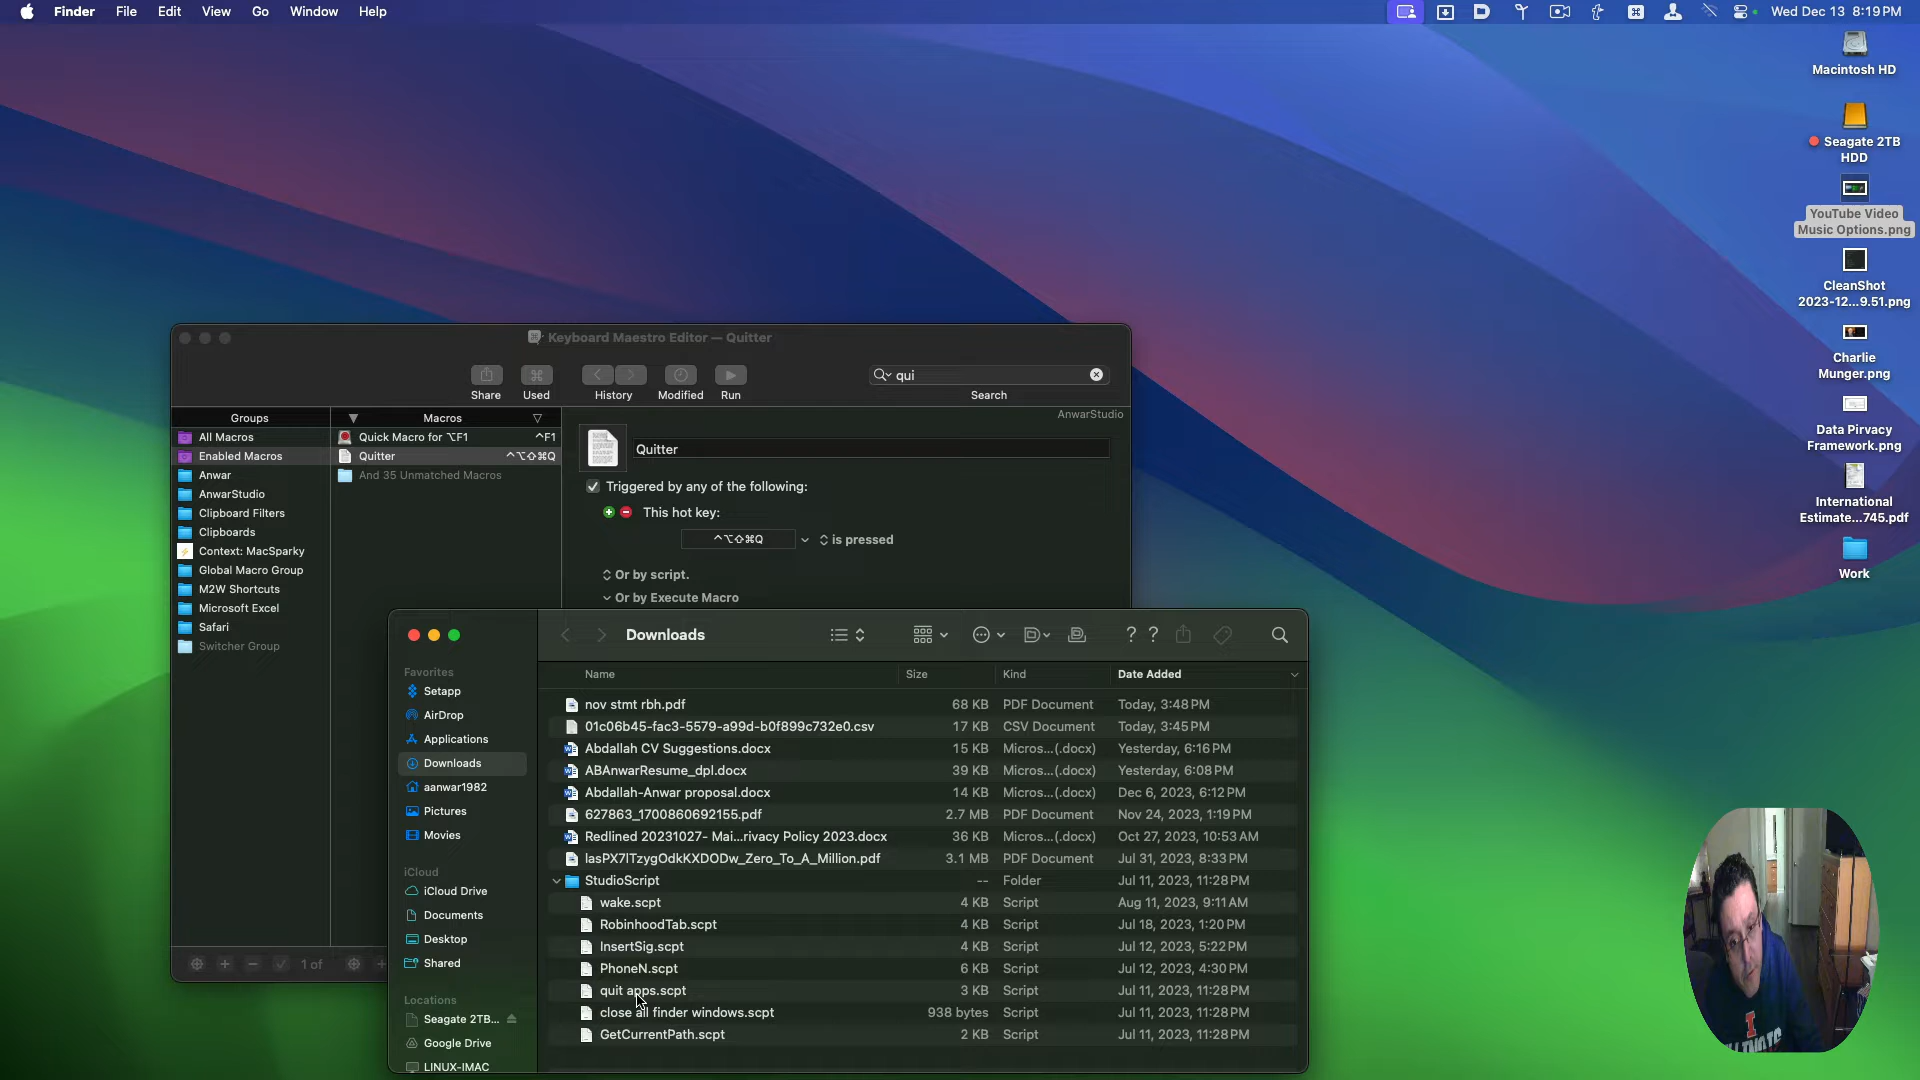 Finder File Edit View Go Window Help
Wed Dec 13 8:19 PM
Macintosh HD
Seagate 2TB
HDD
YouTube Video
Music Options.png
CleanShot
2023-12...9.51.png
Charlie
Munger.png
Data Pirvacy
Framework.png
International
Estimate...745.pdf
Work
Keyboard Maestro Editor — Quitter
qui
Share Used History Modified Run Search
Groups Macros
AnwarStudio
All Macros
Enabled Macros
Anwar
AnwarStudio
Clipboard Filters
Clipboards
Context: MacSparky
Global Macro Group
M2W Shortcuts
Microsoft Excel
Safari
Switcher Group
Quick Macro for ⌥F1 ^F1
Quitter ^⌥⇧⌘Q
And 35 Unmatched Macros
Quitter
Triggered by any of the following:
This hot key:
^⌥⇧⌘Q is pressed
Or by script.
Or by Execute Macro
1 of
Downloads
Favorites
Setapp
AirDrop
Applications
Downloads
aanwar1982
Pictures
Movies
iCloud
iCloud Drive
Documents
Desktop
Shared
Locations
Seagate 2TB...
Google Drive
LINUX-IMAC
? ?
Name Size Kind Date Added
nov stmt rbh.pdf 68 KB PDF Document Today, 3:48 PM
01c06b45-fac3-5579-a99d-b0f899c732e0.csv 17 KB CSV Document Today, 3:45 PM
Abdallah CV Suggestions.docx 15 KB Micros...(.docx) Yesterday, 6:16 PM
ABAnwarResume_dpl.docx 39 KB Micros...(.docx) Yesterday, 6:08 PM
Abdallah-Anwar proposal.docx 14 KB Micros...(.docx) Dec 6, 2023, 6:12 PM
627863_1700860692155.pdf 2.7 MB PDF Document Nov 24, 2023, 1:19 PM
Redlined 20231027- Mai...rivacy Policy 2023.docx 36 KB Micros...(.docx) Oct 27, 2023, 10:53 AM
lasPX7lTzygOdkKXDODw_Zero_To_A_Million.pdf 3.1 MB PDF Document Jul 31, 2023, 8:33 PM
StudioScript -- Folder Jul 11, 2023, 11:28 PM
wake.scpt 4 KB Script Aug 11, 2023, 9:11 AM
RobinhoodTab.scpt 4 KB Script Jul 18, 2023, 1:20 PM
InsertSig.scpt 4 KB Script Jul 12, 2023, 5:22 PM
PhoneN.scpt 6 KB Script Jul 12, 2023, 4:30 PM
quit apps.scpt 3 KB Script Jul 11, 2023, 11:28 PM
close all finder windows.scpt 938 bytes Script Jul 11, 2023, 11:28 PM
GetCurrentPath.scpt 2 KB Script Jul 11, 2023, 11:28 PM